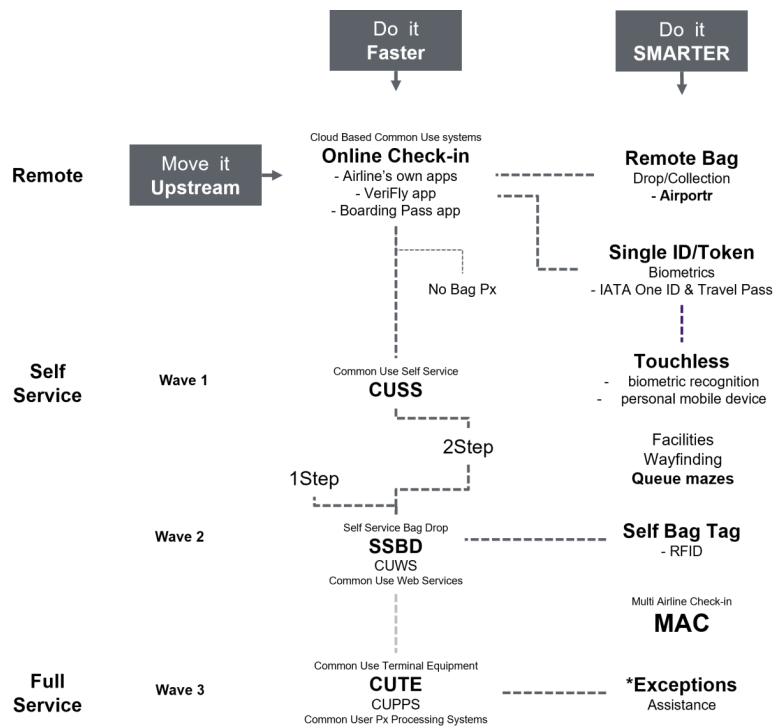 Do it
Faster
Do it
SMARTER
Remote
Move it
Upstream
Cloud Based Common Use systems
Online Check-in
- Airline's own apps
- VeriFly app
- Boarding Pass app
Remote Bag
Drop/Collection
- Airportr
No Bag Px
Single ID/Token
Biometrics
- IATA One ID & Travel Pass
Self
Service
Wave 1
Common Use Self Service
CUSS
Touchless
- biometric recognition
- personal mobile device
2Step
1Step
Facilities
Wayfinding
Queue mazes
Wave 2
Self Service Bag Drop
SSBD
CUWS
Common Use Web Services
Self Bag Tag
- RFID
Multi Airline Check-in
MAC
Full
Service
Wave 3
Common Use Terminal Equipment
CUTE
CUPPS
Common User Px Processing Systems
*Exceptions
Assistance